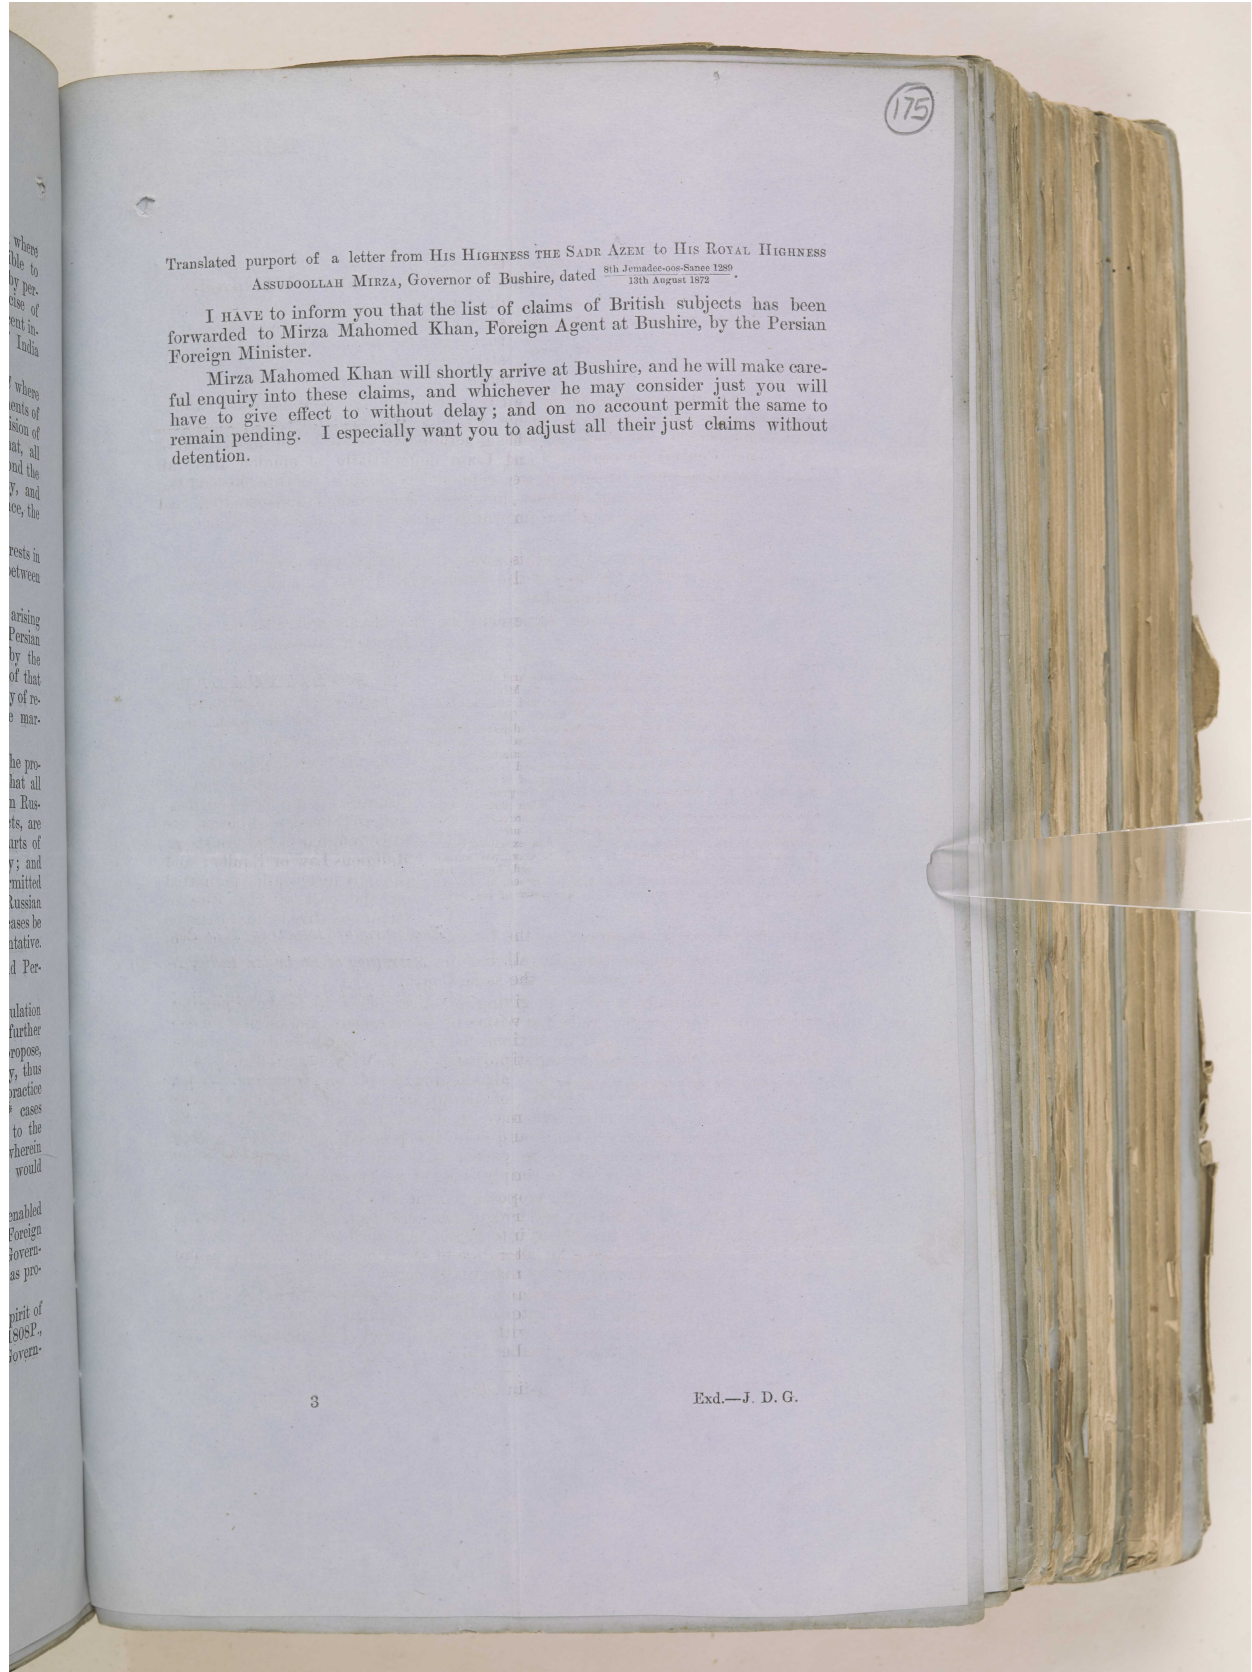 175
Translated purport of a letter from His Highness the Sadr Azem to His Royal Highness
Assudoollah Mirza, Governor of Bushire, dated 8th Jemadee-oos-Sanee 1289 / 13th August 1872.
I have to inform you that the list of claims of British subjects has been
forwarded to Mirza Mahomed Khan, Foreign Agent at Bushire, by the Persian
Foreign Minister.
Mirza Mahomed Khan will shortly arrive at Bushire, and he will make care-
ful enquiry into these claims, and whichever he may consider just you will
have to give effect to without delay; and on no account permit the same to
remain pending. I especially want you to adjust all their just claims without
detention.
3
Exd.—J. D. G.